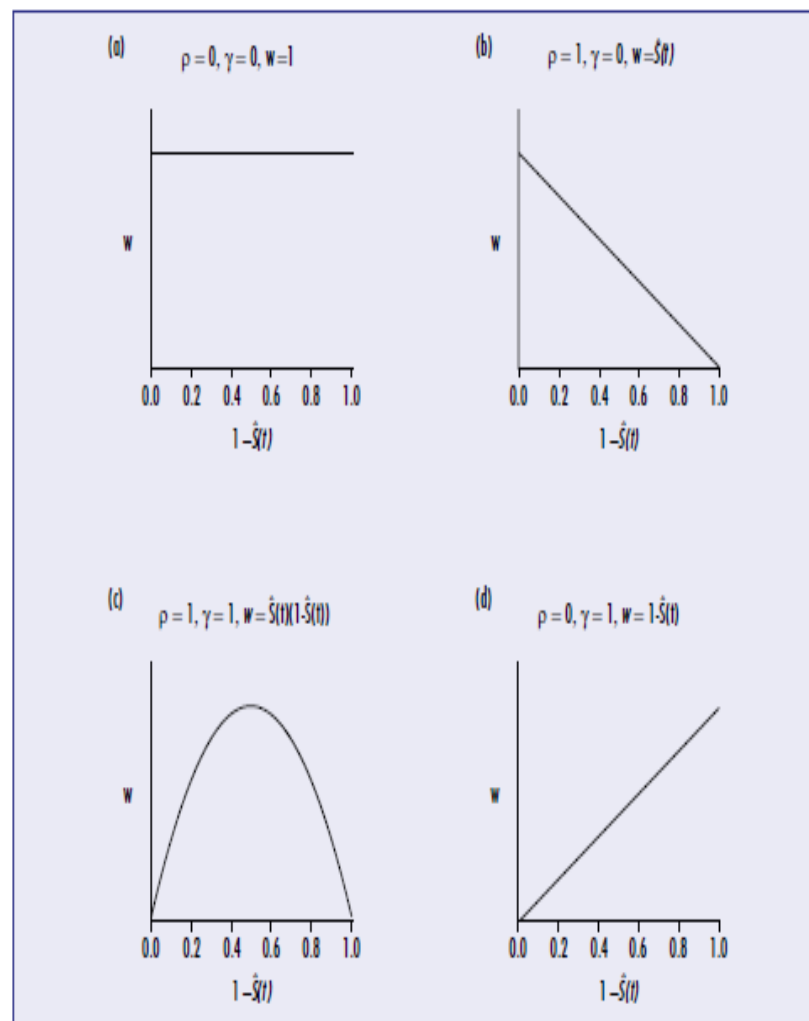 (a)
ρ = 0, γ = 0, w=1
w
0.0 0.2 0.4 0.6 0.8 1.0
1 –Ŝ(t)
(b)
ρ = 1, γ = 0, w=Ŝ(t)
w
0.0 0.2 0.4 0.6 0.8 1.0
1 –Ŝ(t)
(c)
ρ = 1, γ = 1, w = Ŝ(t)(1-Ŝ(t))
w
0.0 0.2 0.4 0.6 0.8 1.0
1 –Ŝ(t)
(d)
ρ = 0, γ = 1, w = 1-Ŝ(t)
w
0.0 0.2 0.4 0.6 0.8 1.0
1 –Ŝ(t)